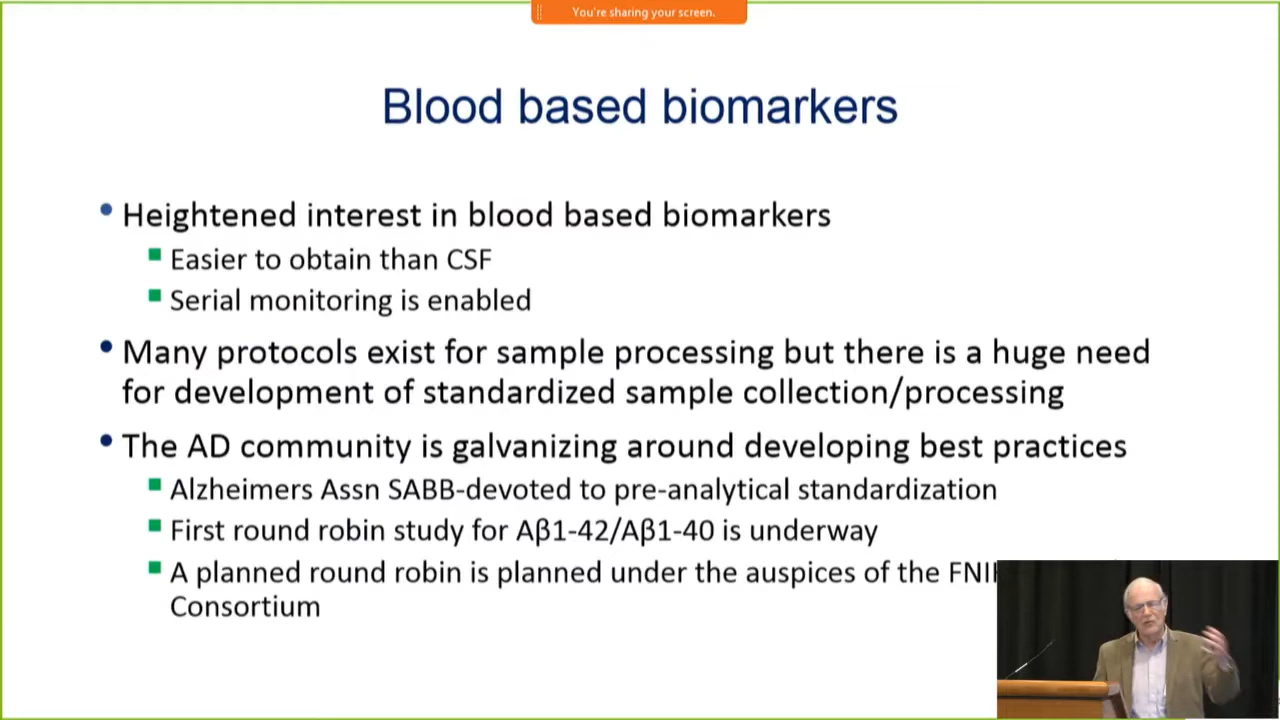 You're sharing your screen.
Blood based biomarkers
• Heightened interest in blood based biomarkers
▪ Easier to obtain than CSF
▪ Serial monitoring is enabled
• Many protocols exist for sample processing but there is a huge need
for development of standardized sample collection/processing
• The AD community is galvanizing around developing best practices
▪ Alzheimers Assn SABB-devoted to pre-analytical standardization
▪ First round robin study for Aβ1-42/Aβ1-40 is underway
▪ A planned round robin is planned under the auspices of the
Consortium